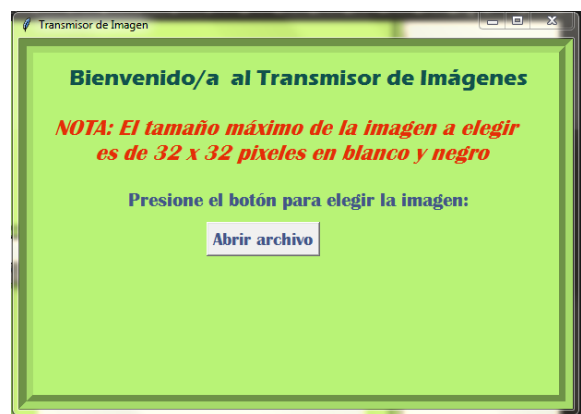 Transmisor de Imagen
Bienvenido/a al Transmisor de Imágenes
NOTA: El tamaño máximo de la imagen a elegir
es de 32 x 32 pixeles en blanco y negro
Presione el botón para elegir la imagen:
Abrir archivo